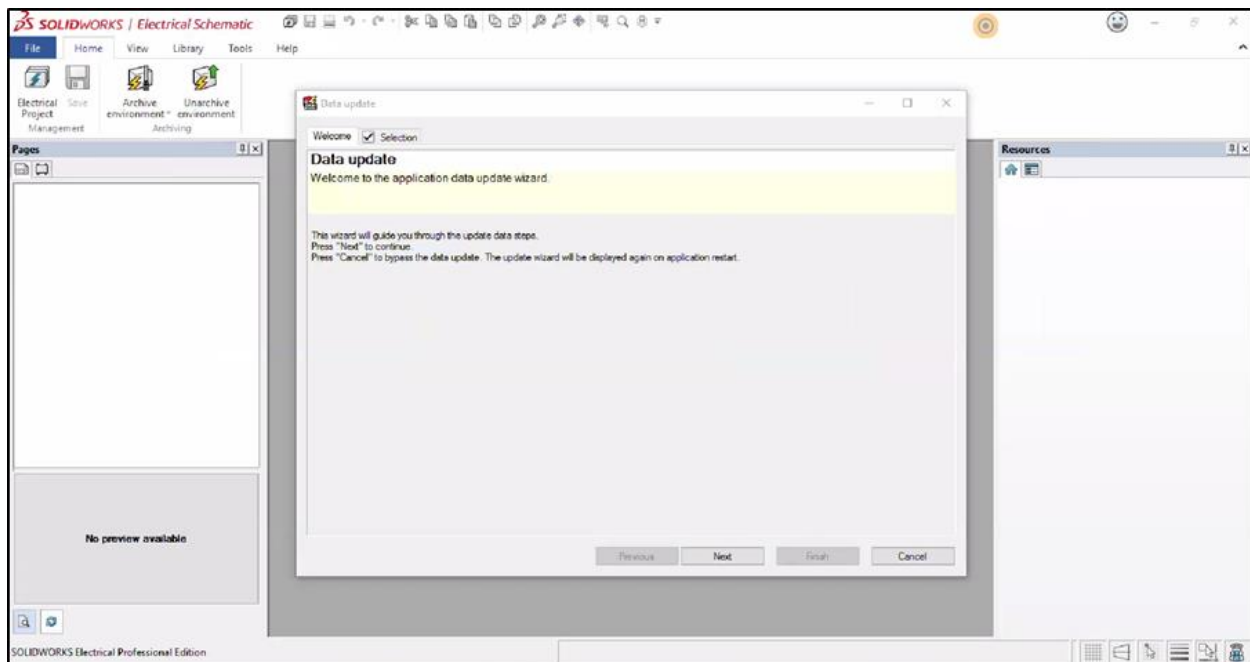 SOLIDWORKS | Electrical Schematic
File Home View Library Tools Help
Electrical Project
Save
Archive environment
Unarchive environment
Management
Archiving
Pages
Resources
Data update
Welcome Selection
Data update
Welcome to the application data update wizard.
This wizard will guide you through the update data steps.
Press "Next" to continue.
Press "Cancel" to bypass the data update. The update wizard will be displayed again on application restart.
No preview available
Previous Next Finish Cancel
SOLIDWORKS Electrical Professional Edition